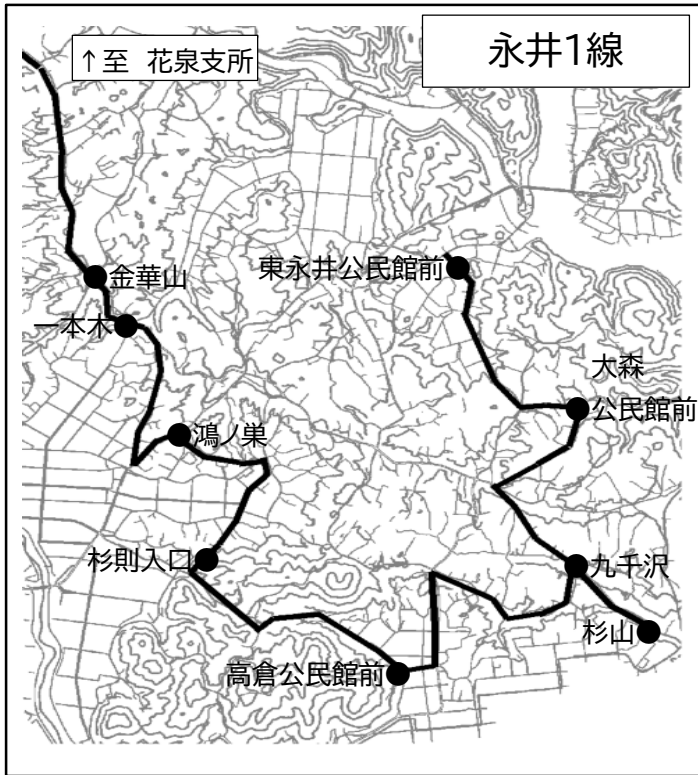 永井1線
↑至 花泉支所
東永井公民館前
金華山
一本木
大森
公民館前
鴻ノ巣
杉則入口
九千沢
杉山
高倉公民館前